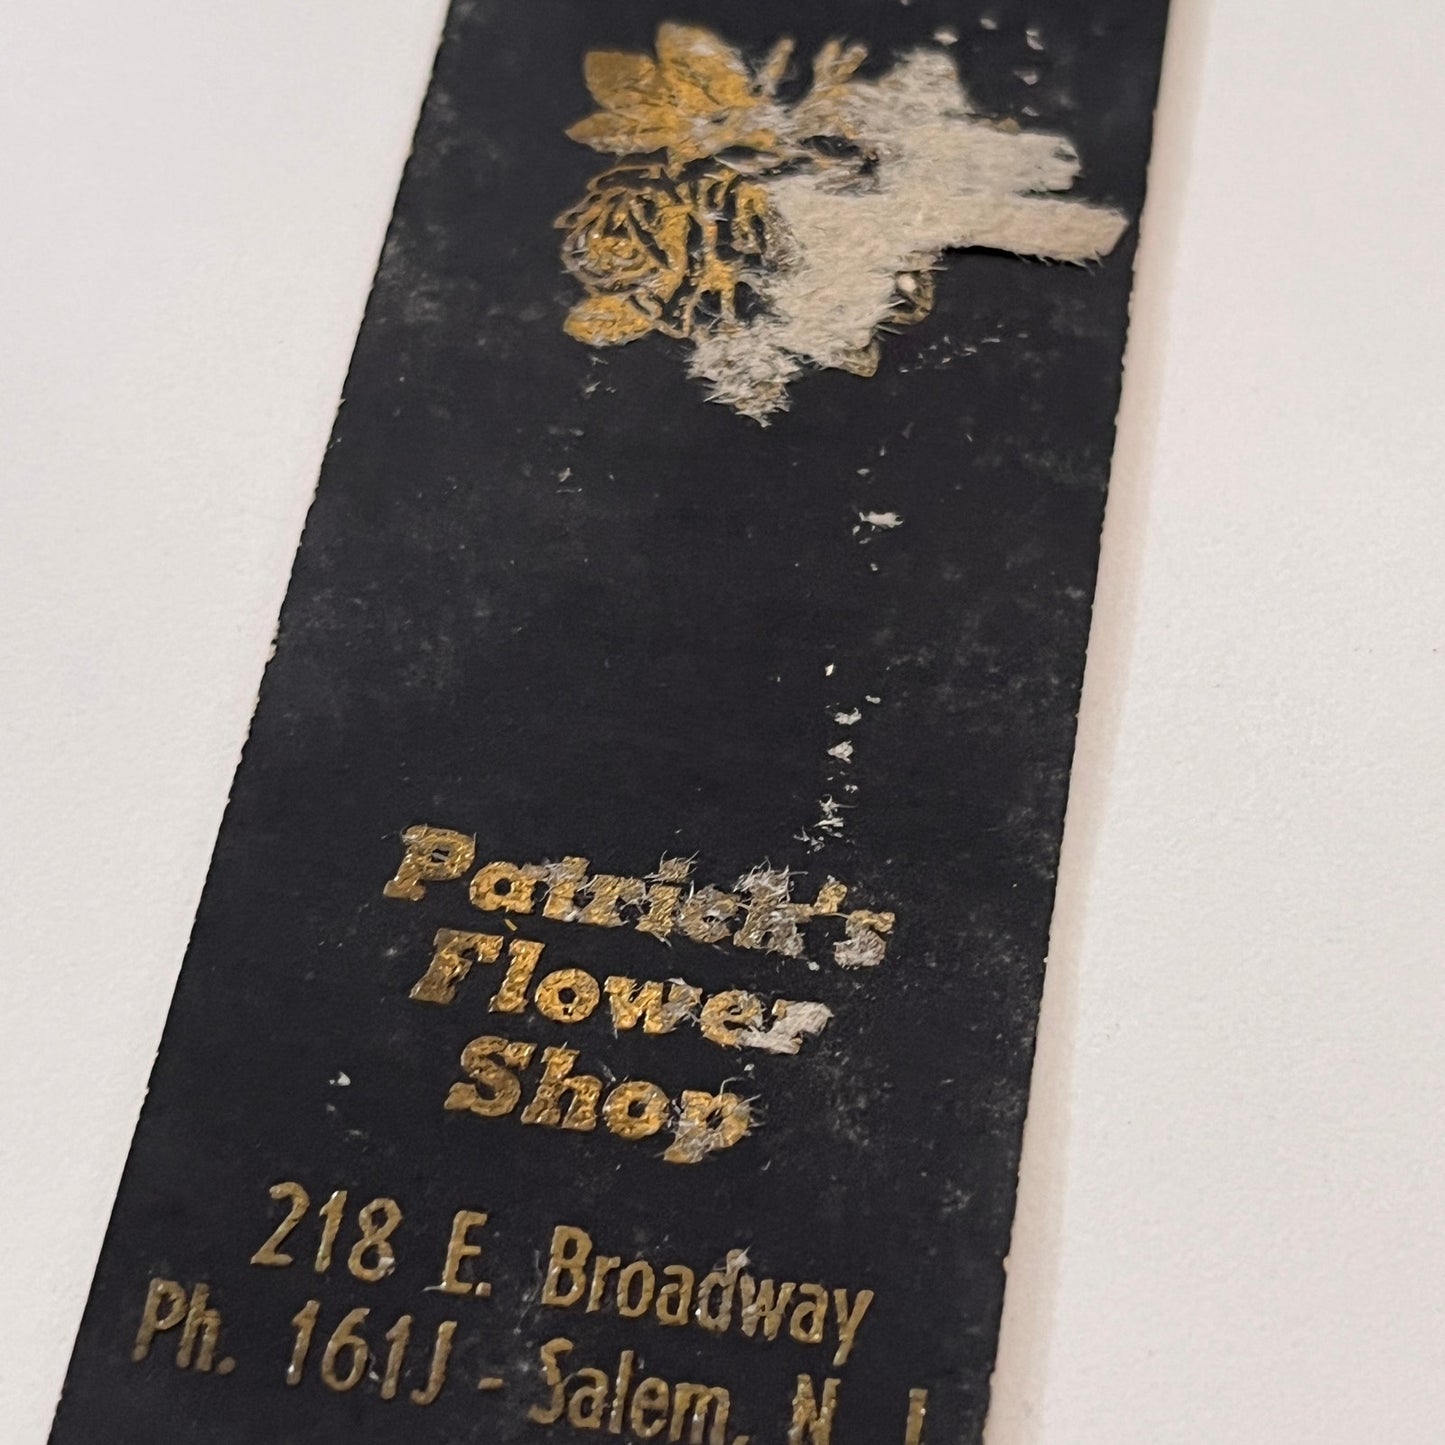 Patrick's
Flower
Shop
218 E. Broadway
Ph. 161J - Salem, N. J.